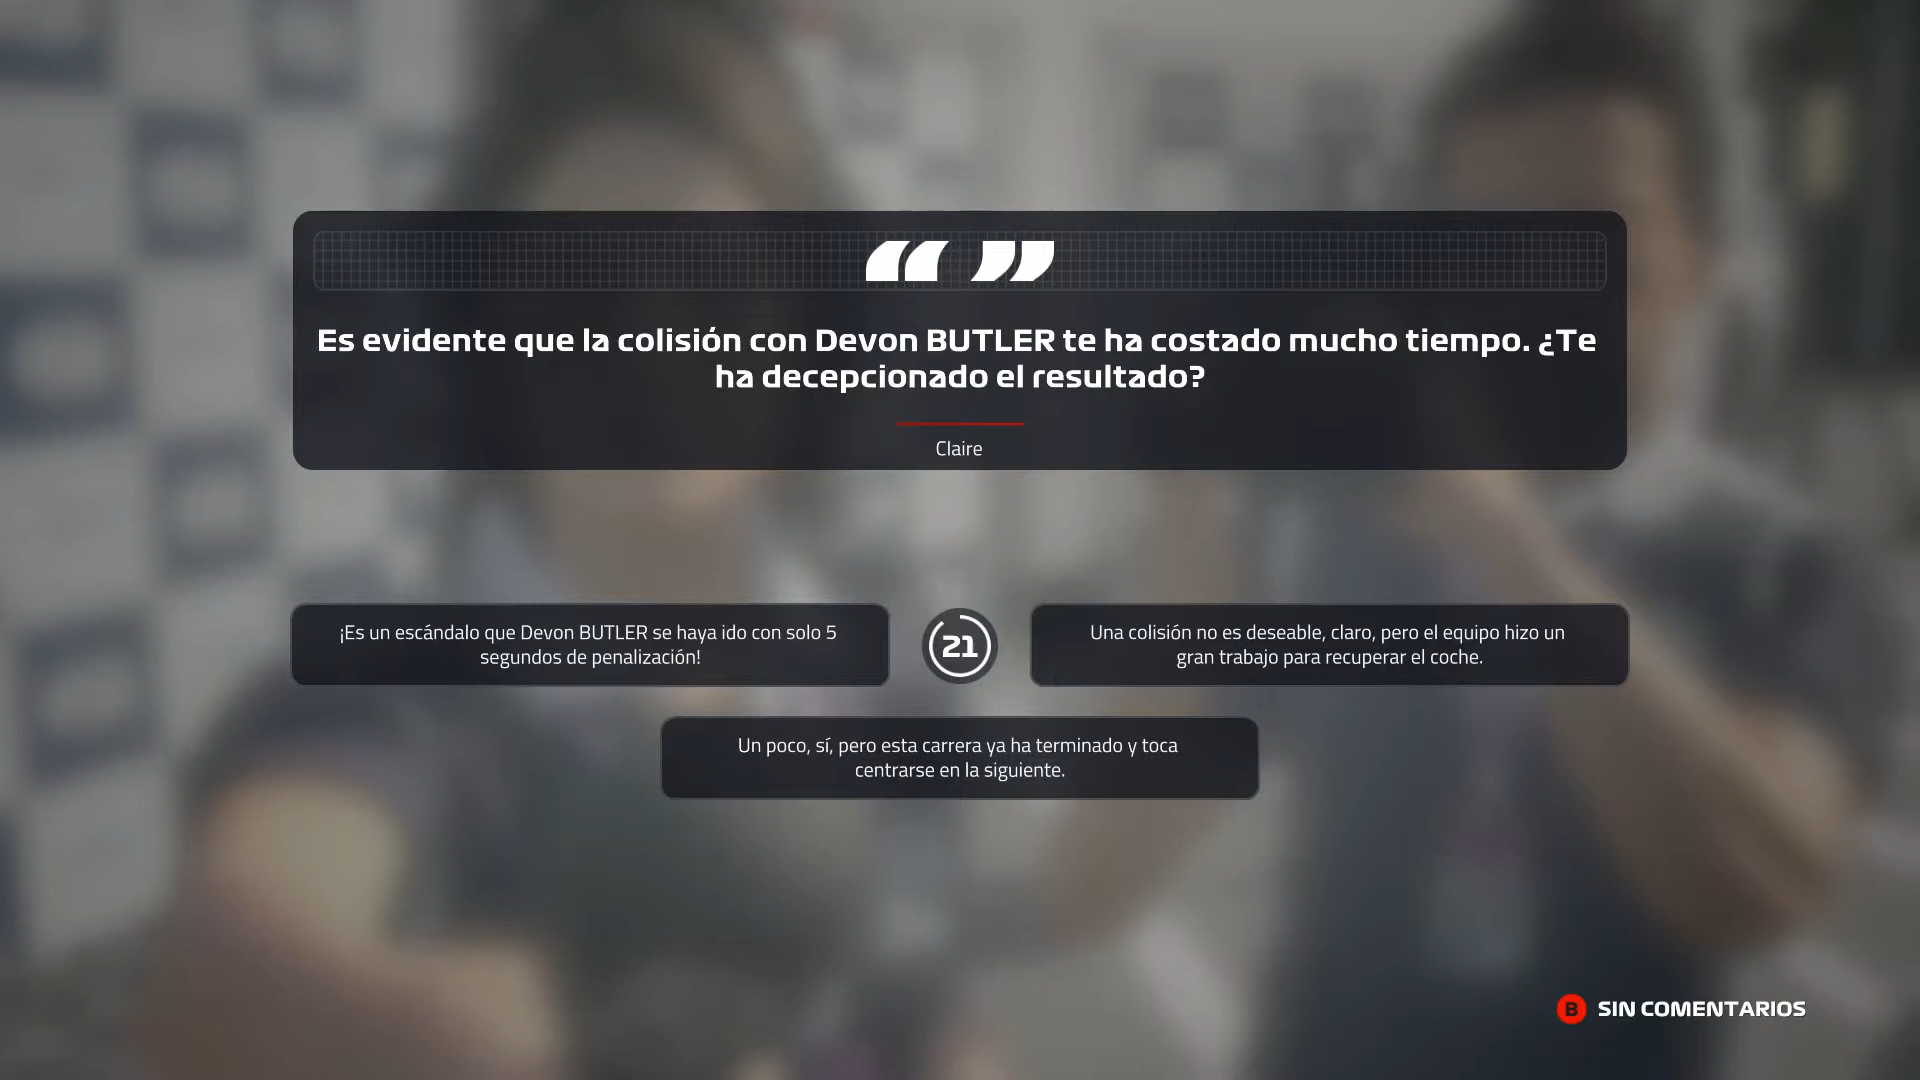 “ ”
Es evidente que la colisión con Devon BUTLER te ha costado mucho tiempo. ¿Te
ha decepcionado el resultado?
Claire
¡Es un escándalo que Devon BUTLER se haya ido con solo 5
segundos de penalización!
21
Una colisión no es deseable, claro, pero el equipo hizo un
gran trabajo para recuperar el coche.
Un poco, sí, pero esta carrera ya ha terminado y toca
centrarse en la siguiente.
B SIN COMENTARIOS